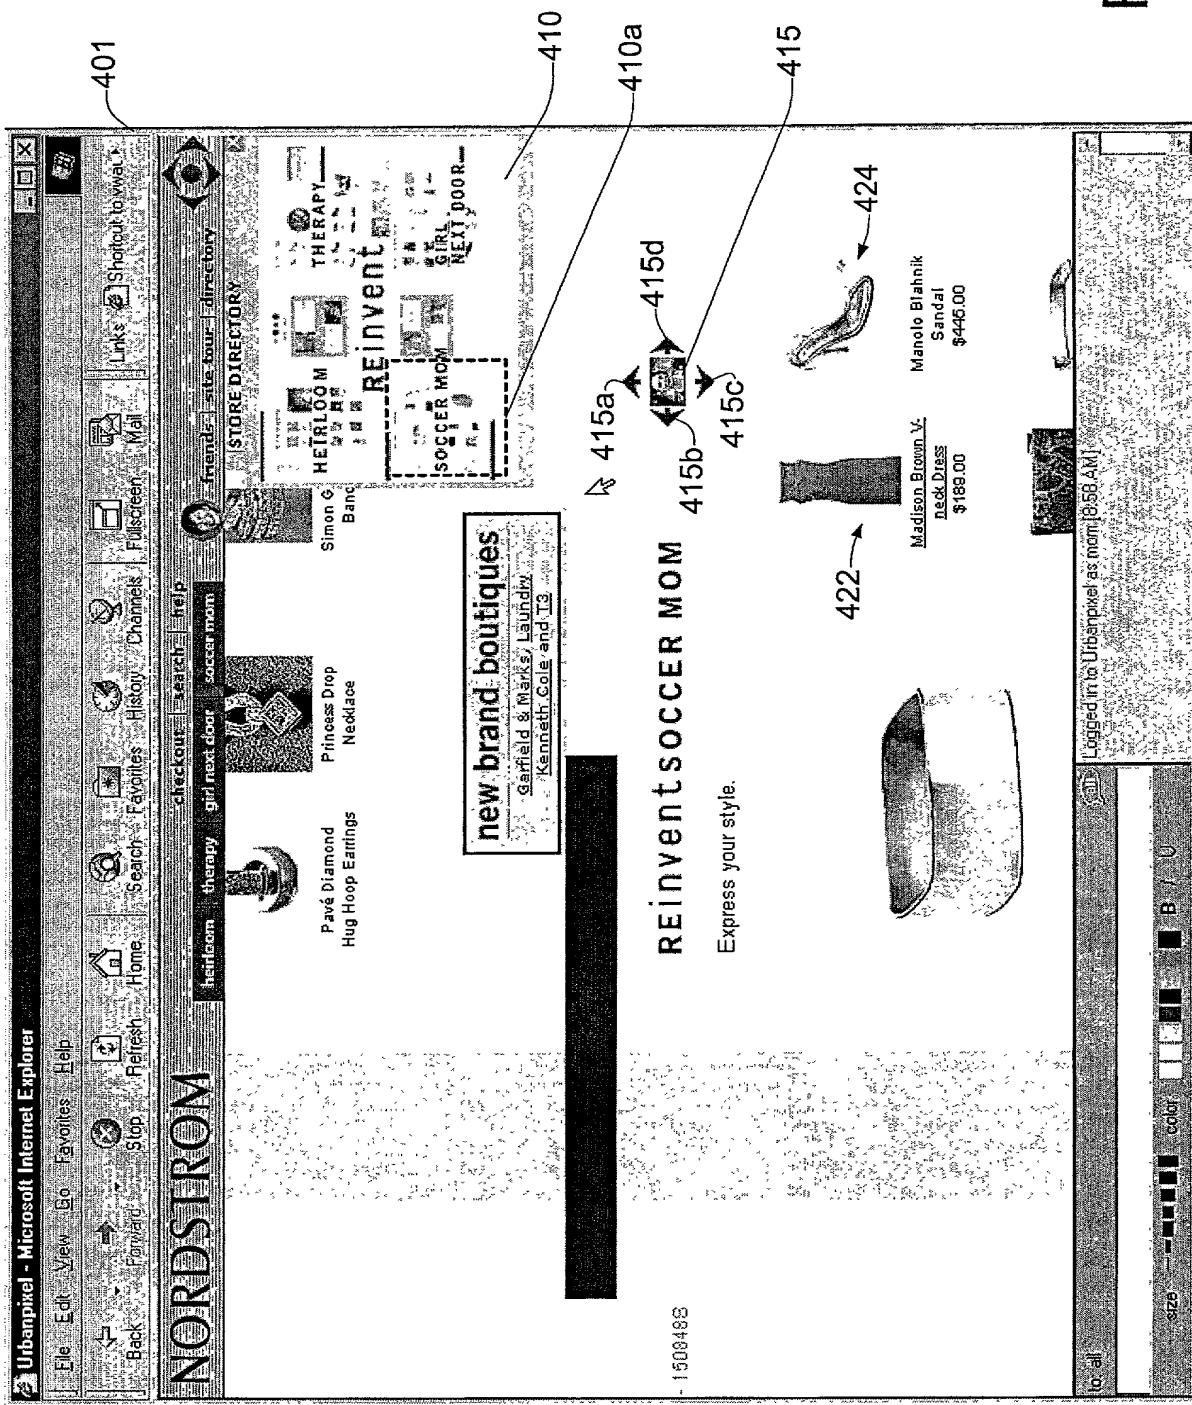 Urbanpixel - Microsoft Internet Explorer
File Edit View Go Favorites Help
Back Forward Stop Refresh Home Search Favorites History Channels Fullscreen Mail
Links Shortcut to
401
NORDSTROM
checkout search help friends site tour directory
heirloom therapy girl next door soccer mom
STORE DIRECTORY
HEIRLOOM
THERAPY
REinvent
SOCCER MOM
GIRL NEXT DOOR
410
410a
Pavé Diamond
Hug Hoop Earrings
Princess Drop
Necklace
Simon G.
Band
new brand boutiques
Garfield & Marks, Laundry
Kenneth Cole and T3
415a
415b
415c
415d
415
- 1508488
REinventSOCCER MOM
Express your style.
422
424
Madison Brown V-
neck Dress
$189.00
Manolo Blahnik
Sandal
$445.00
to all
Logged in to Urbanpixel as mom [8:58 AM]
size color B I U